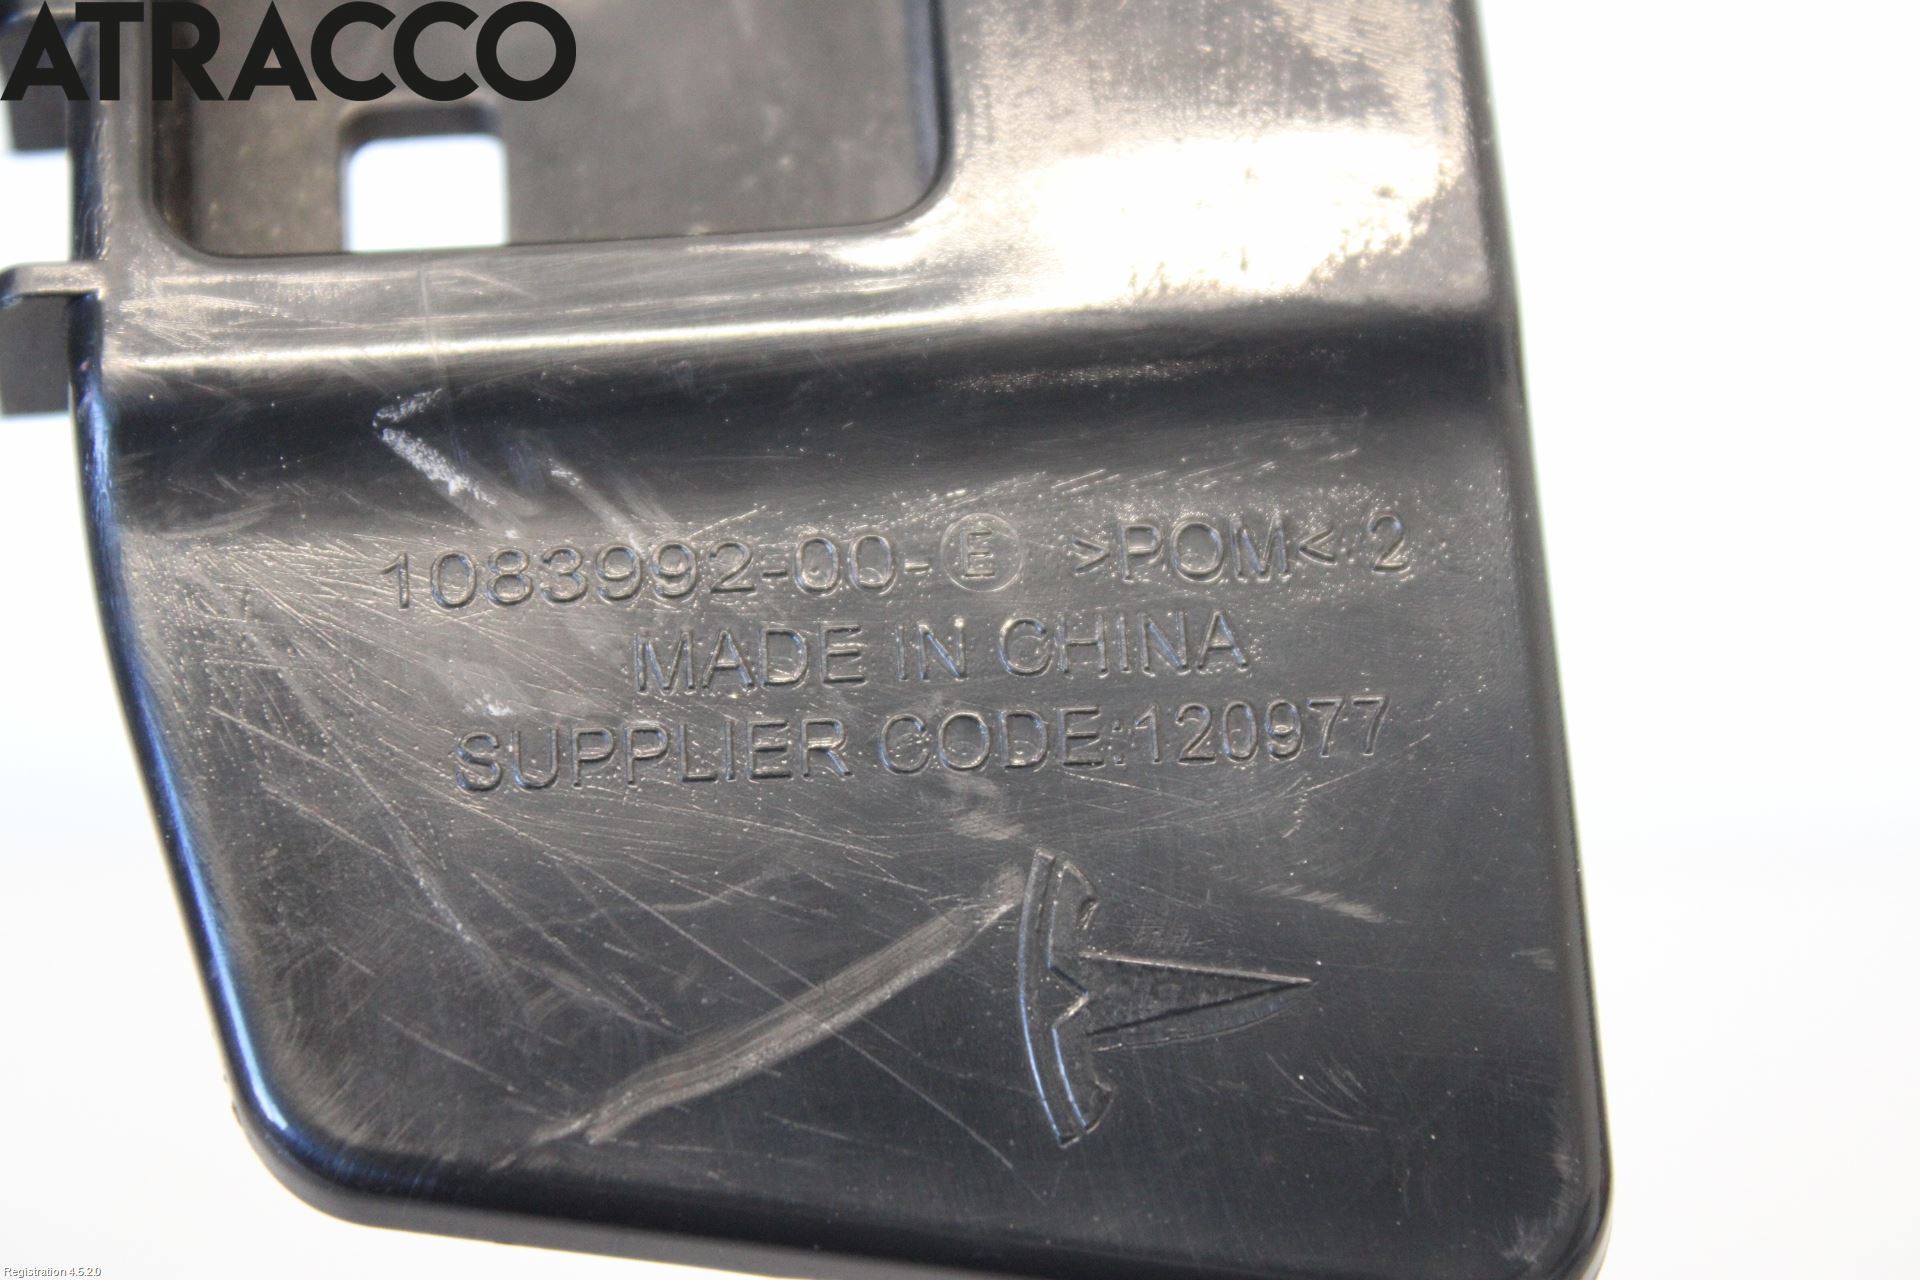 ATRACCO
1083992-00-E >POM< 2
MADE IN CHINA
SUPPLIER CODE:120977
Registration 4.5.2.0